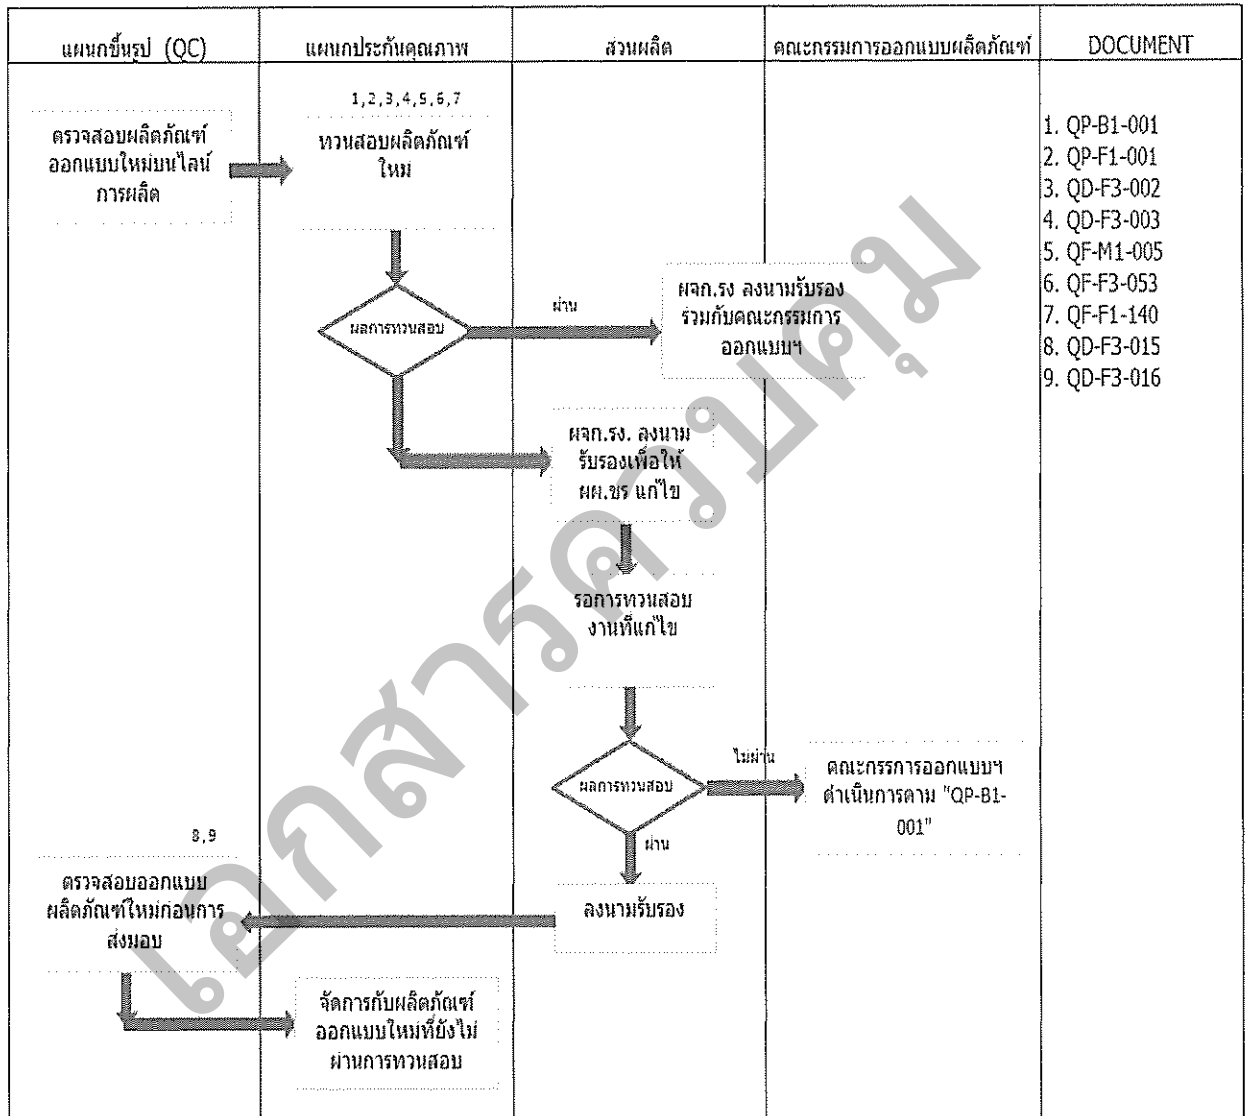 แผนกขึ้นรูป (QC)
แผนกประกันคุณภาพ
ส่วนผลิต
คณะกรรมการออกแบบผลิตภัณฑ์
DOCUMENT
1,2,3,4,5,6,7
ตรวจสอบผลิตภัณฑ์
ออกแบบใหม่บนไลน์
การผลิต
ทวนสอบผลิตภัณฑ์
ใหม่
1. QP-B1-001
2. QP-F1-001
3. QD-F3-002
4. QD-F3-003
5. QF-M1-005
6. QF-F3-053
7. QF-F1-140
8. QD-F3-015
9. QD-F3-016
ผลการทวนสอบ
ผ่าน
ผจก.รง ลงนามรับรอง
ร่วมกับคณะกรรมการ
ออกแบบฯ
ผจก.รง. ลงนาม
รับรองเพื่อให้
ผผ.ขร แก้ไข
รอการทวนสอบ
งานที่แก้ไข
ผลการทวนสอบ
ไม่ผ่าน
คณะกรรการออกแบบฯ
ดำเนินการตาม "QP-B1-
001"
ผ่าน
ลงนามรับรอง
8,9
ตรวจสอบออกแบบ
ผลิตภัณฑ์ใหม่ก่อนการ
ส่งมอบ
จัดการกับผลิตภัณฑ์
ออกแบบใหม่ที่ยังไม่
ผ่านการทวนสอบ
เอกสารควบคุม